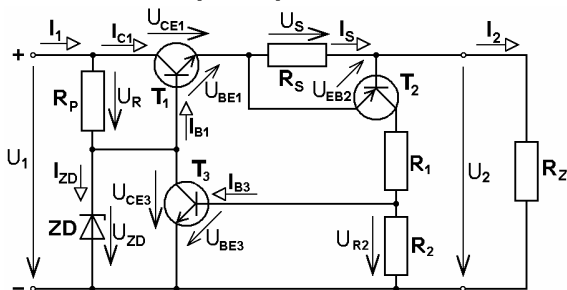 UCE1 US
I1 IC1 IS I2
+
RS
RP UR T1 UBE1 UEB2 T2
IB1
U1 IZD T3 R1 U2 RZ
UCE3 IB3
ZD UZD UBE3 UR2 R2
–